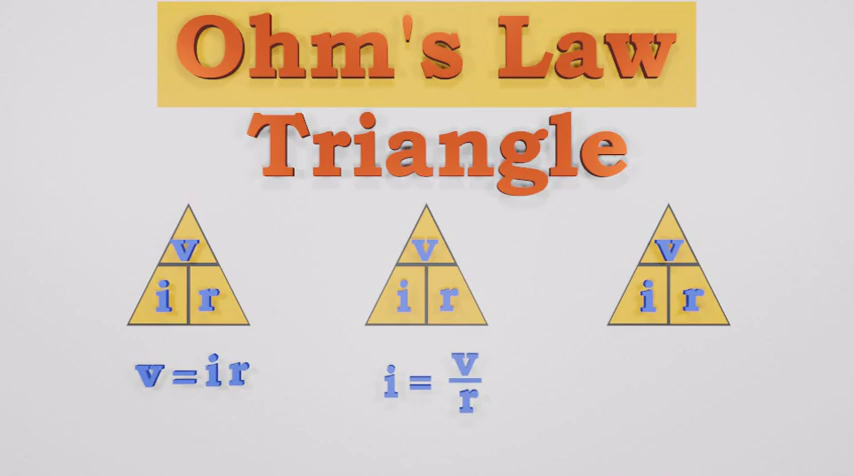 Ohm's Law
Triangle
v
v
v
i r
i r
i r
v=ir
i = v/r